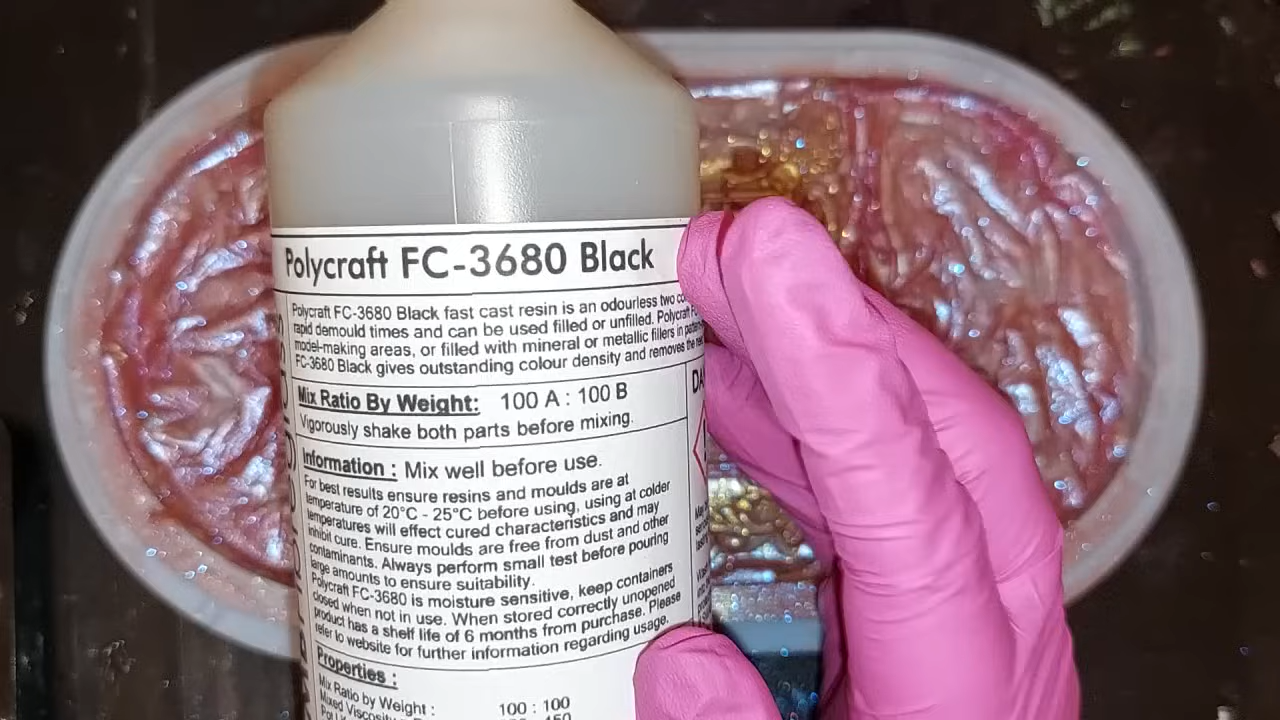 Polycraft FC-3680 Black
Polycraft FC-3680 Black fast cast resin is an odourless two
rapid demould times and can be used filled or unfilled. Polycraft
model-making areas, or filled with mineral or metallic fillers in
FC-3680 Black gives outstanding colour density and removes the
Mix Ratio By Weight: 100 A : 100 B
Vigorously shake both parts before mixing.
Information : Mix well before use.
For best results ensure resins and moulds are at
temperature of 20°C - 25°C before using, using at colder
temperatures will effect cured characteristics and may
inhibit cure. Ensure moulds are free from dust and other
contaminants. Always perform small test before pouring
large amounts to ensure suitability.
Polycraft FC-3680 is moisture sensitive, keep containers
closed when not in use. When stored correctly unopened
product has a shelf life of 6 months from purchase. Please
refer to website for further information regarding usage.
Properties :
Mix Ratio by Weight : 100 : 100
Mixed Viscosity